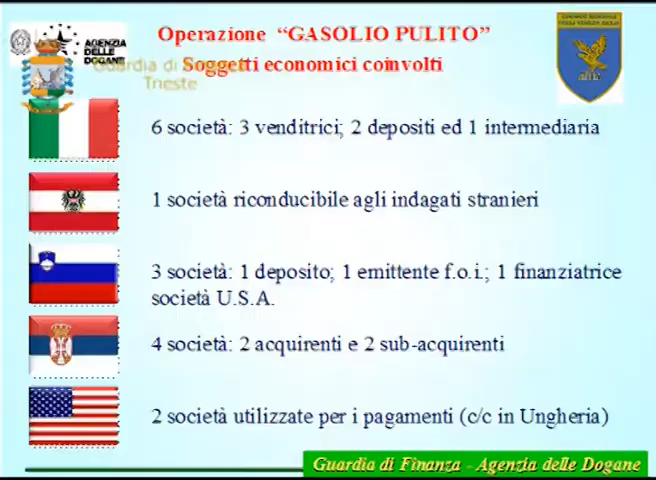 Operazione “GASOLIO PULITO”
AGENZIA
DELLE
DOGANE
Guardia di
Trieste
Soggetti economici coinvolti
6 società: 3 venditrici; 2 depositi ed 1 intermediaria
1 società riconducibile agli indagati stranieri
3 società: 1 deposito; 1 emittente f.o.i.; 1 finanziatrice
società U.S.A.
4 società: 2 acquirenti e 2 sub-acquirenti
2 società utilizzate per i pagamenti (c/c in Ungheria)
Guardia di Finanza - Agenzia delle Dogane